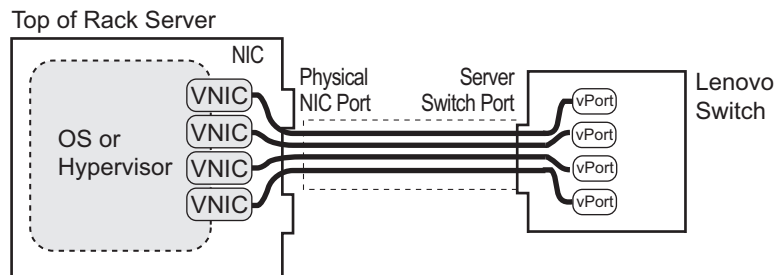 Top of Rack Server
NIC
Physical
NIC Port
Server
Switch Port
Lenovo
Switch
OS or
Hypervisor
VNIC
VNIC
VNIC
VNIC
vPort
vPort
vPort
vPort